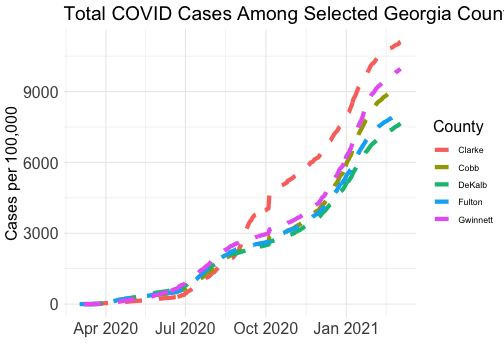 Total COVID Cases Among Selected Georgia Coun
Cases per 100,000
9000
6000
3000
0
Apr 2020
Jul 2020
Oct 2020
Jan 2021
County
Clarke
Cobb
DeKalb
Fulton
Gwinnett